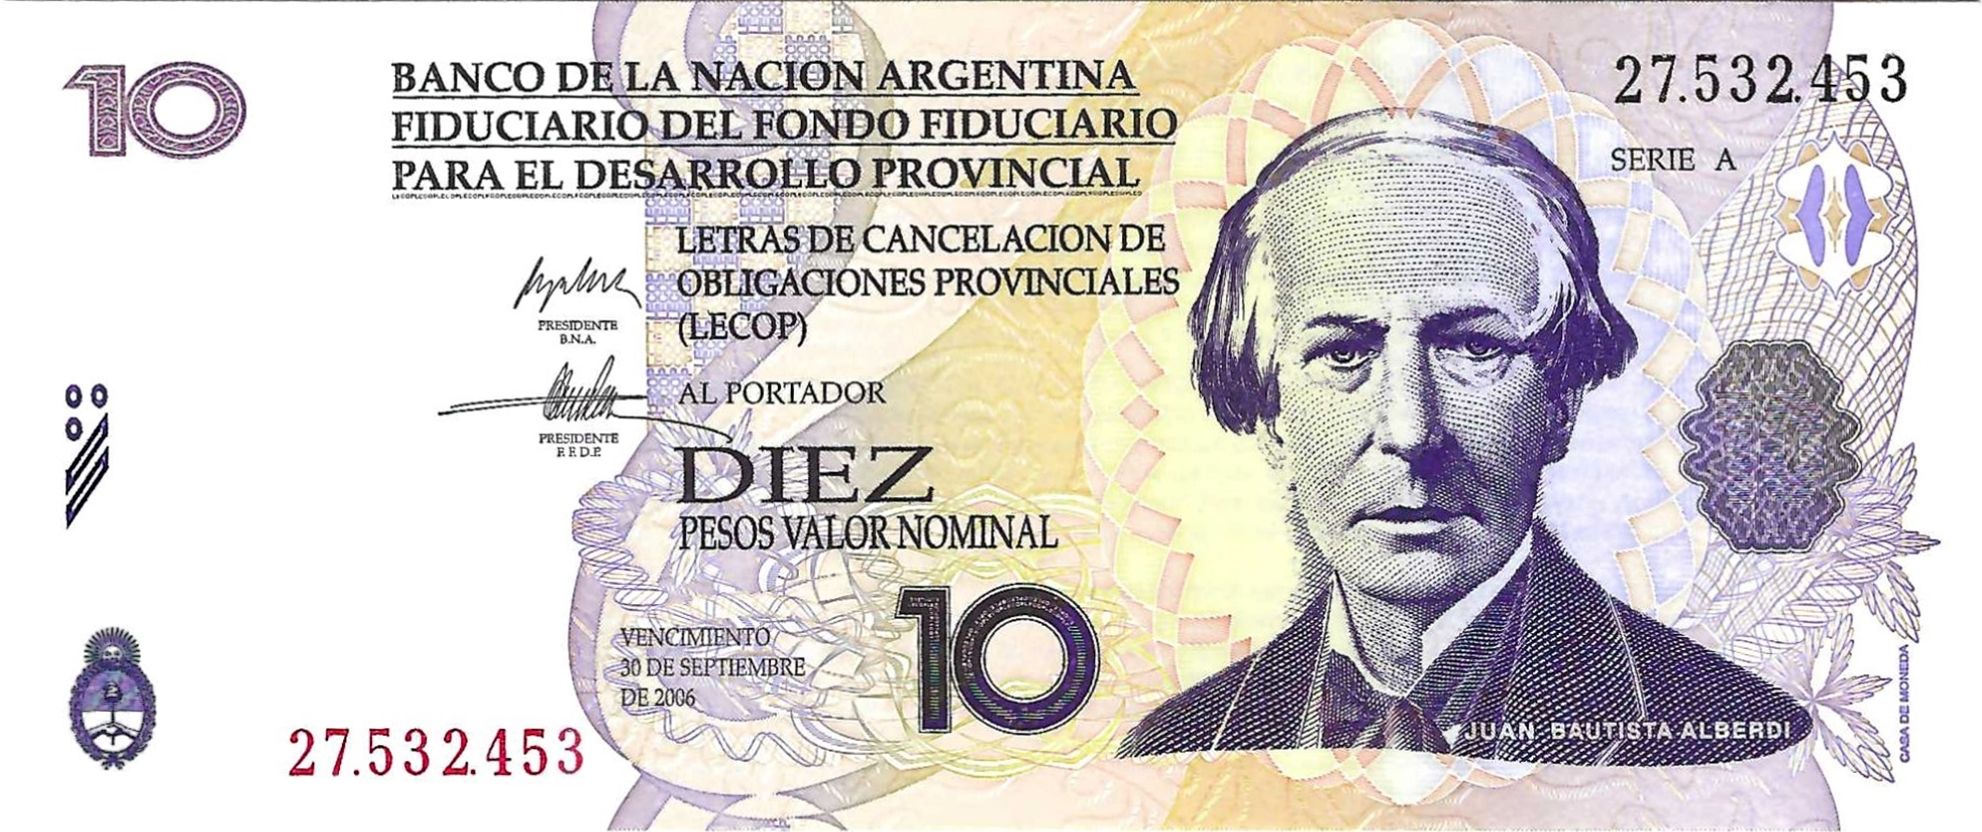 10
BANCO DE LA NACION ARGENTINA
FIDUCIARIO DEL FONDO FIDUCIARIO
PARA EL DESARROLLO PROVINCIAL
27.532.453
SERIE A
LETRAS DE CANCELACION DE
OBLIGACIONES PROVINCIALES
(LECOP)
PRESIDENTE
B.N.A.
AL PORTADOR
PRESIDENTE
F.F.D.P.
DIEZ
PESOS VALOR NOMINAL
10
VENCIMIENTO
30 DE SEPTIEMBRE
DE 2006
27.532.453
JUAN BAUTISTA ALBERDI
CASA DE MONEDA